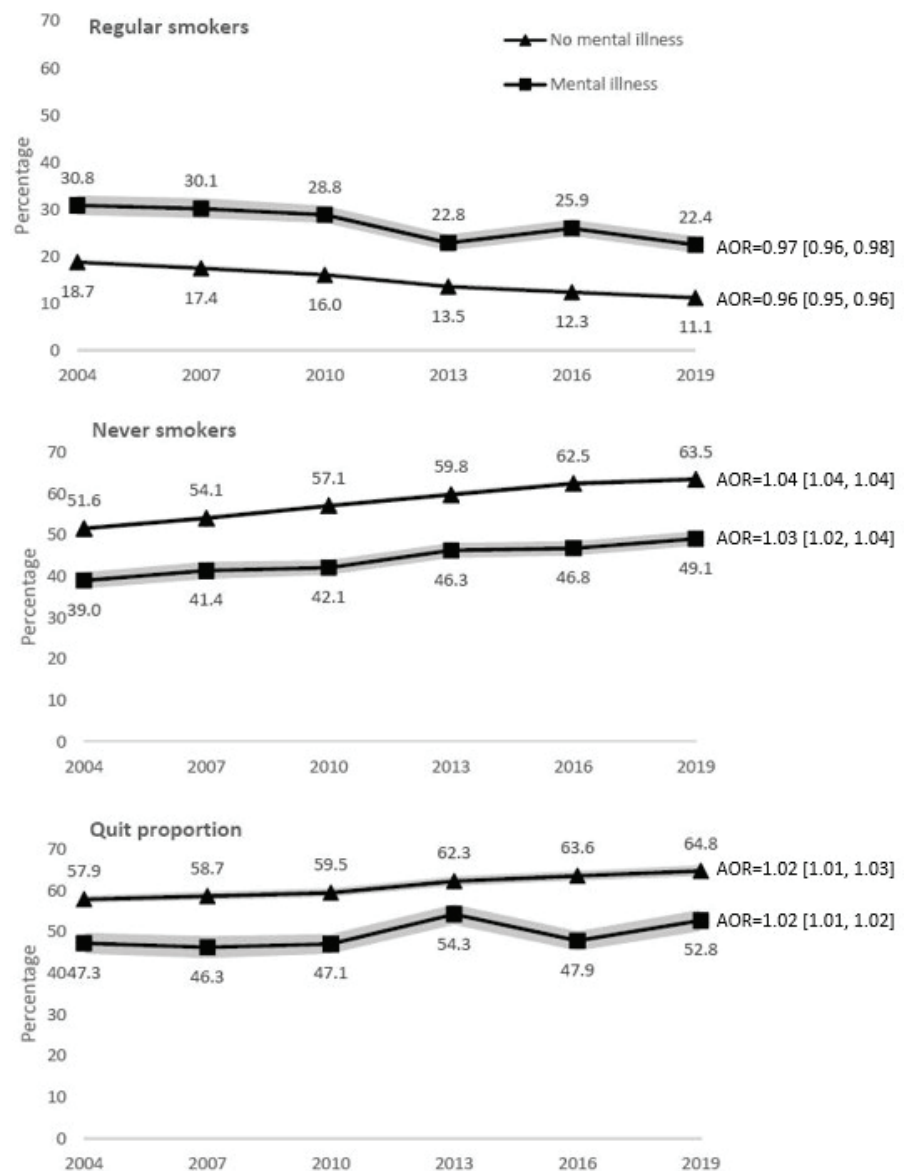 Regular smokers
No mental illness
Mental illness
Percentage
70
60
50
40
30
20
10
0
30.8 30.1 28.8 22.8 25.9 22.4
AOR=0.97 [0.96, 0.98]
18.7 17.4 16.0 13.5 12.3 11.1
AOR=0.96 [0.95, 0.96]
2004 2007 2010 2013 2016 2019
Never smokers
Percentage
70
60
50
40
30
20
10
0
51.6 54.1 57.1 59.8 62.5 63.5
AOR=1.04 [1.04, 1.04]
39.0 41.4 42.1 46.3 46.8 49.1
AOR=1.03 [1.02, 1.04]
2004 2007 2010 2013 2016 2019
Quit proportion
Percentage
70
60
50
40
30
20
10
0
57.9 58.7 59.5 62.3 63.6 64.8
AOR=1.02 [1.01, 1.03]
47.3 46.3 47.1 54.3 47.9 52.8
AOR=1.02 [1.01, 1.02]
2004 2007 2010 2013 2016 2019